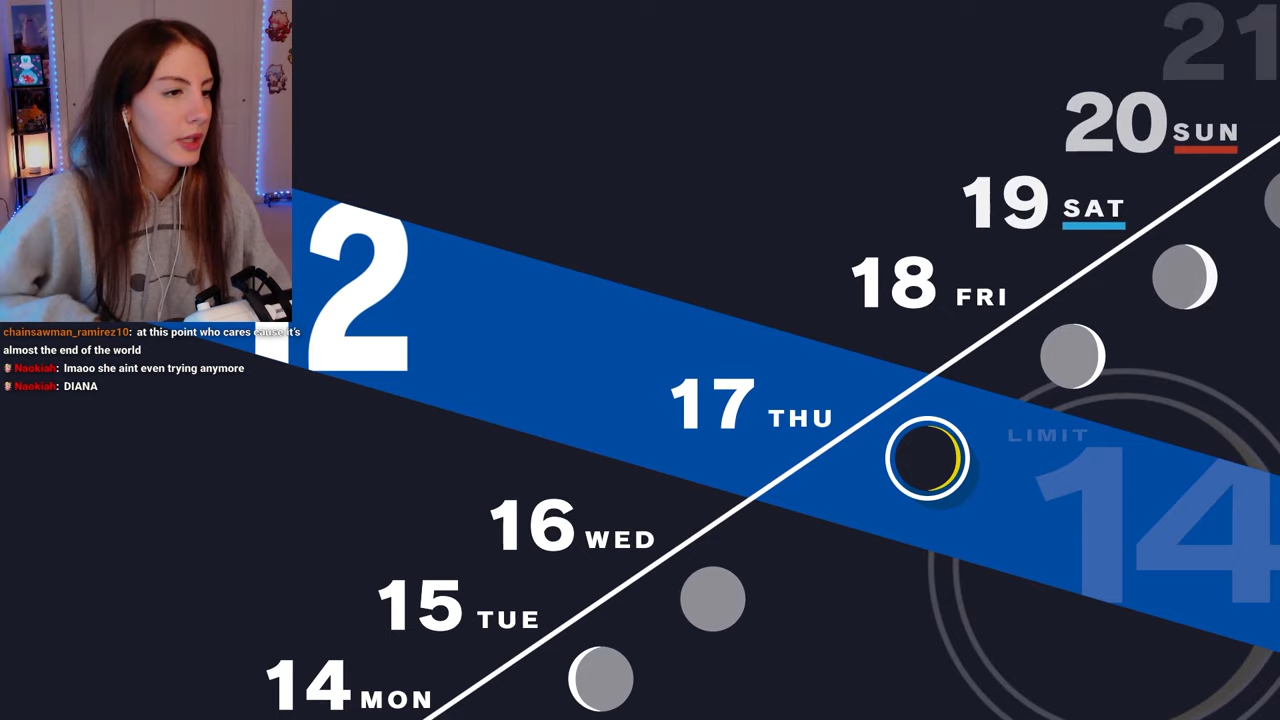 21
20 SUN
19 SAT
18 FRI
12
17 THU
LIMIT
14
16 WED
15 TUE
14 MON
chainsawman_ramirez10: at this point who cares cause it's
almost the end of the world
Naokiah: lmaoo she aint even trying anymore
Naokiah: DIANA